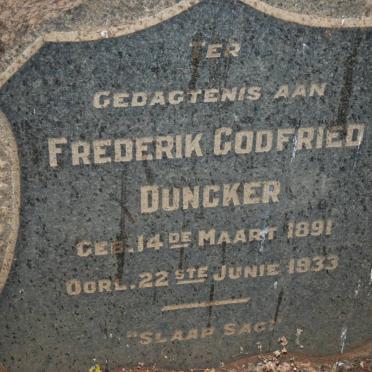 TER
GEDAGTENIS AAN
FREDERIK GODFRIED
DUNCKER
GEB. 14 DE MAART 1891
OORL. 22 STE JUNIE 1933
"SLAAP SAG"